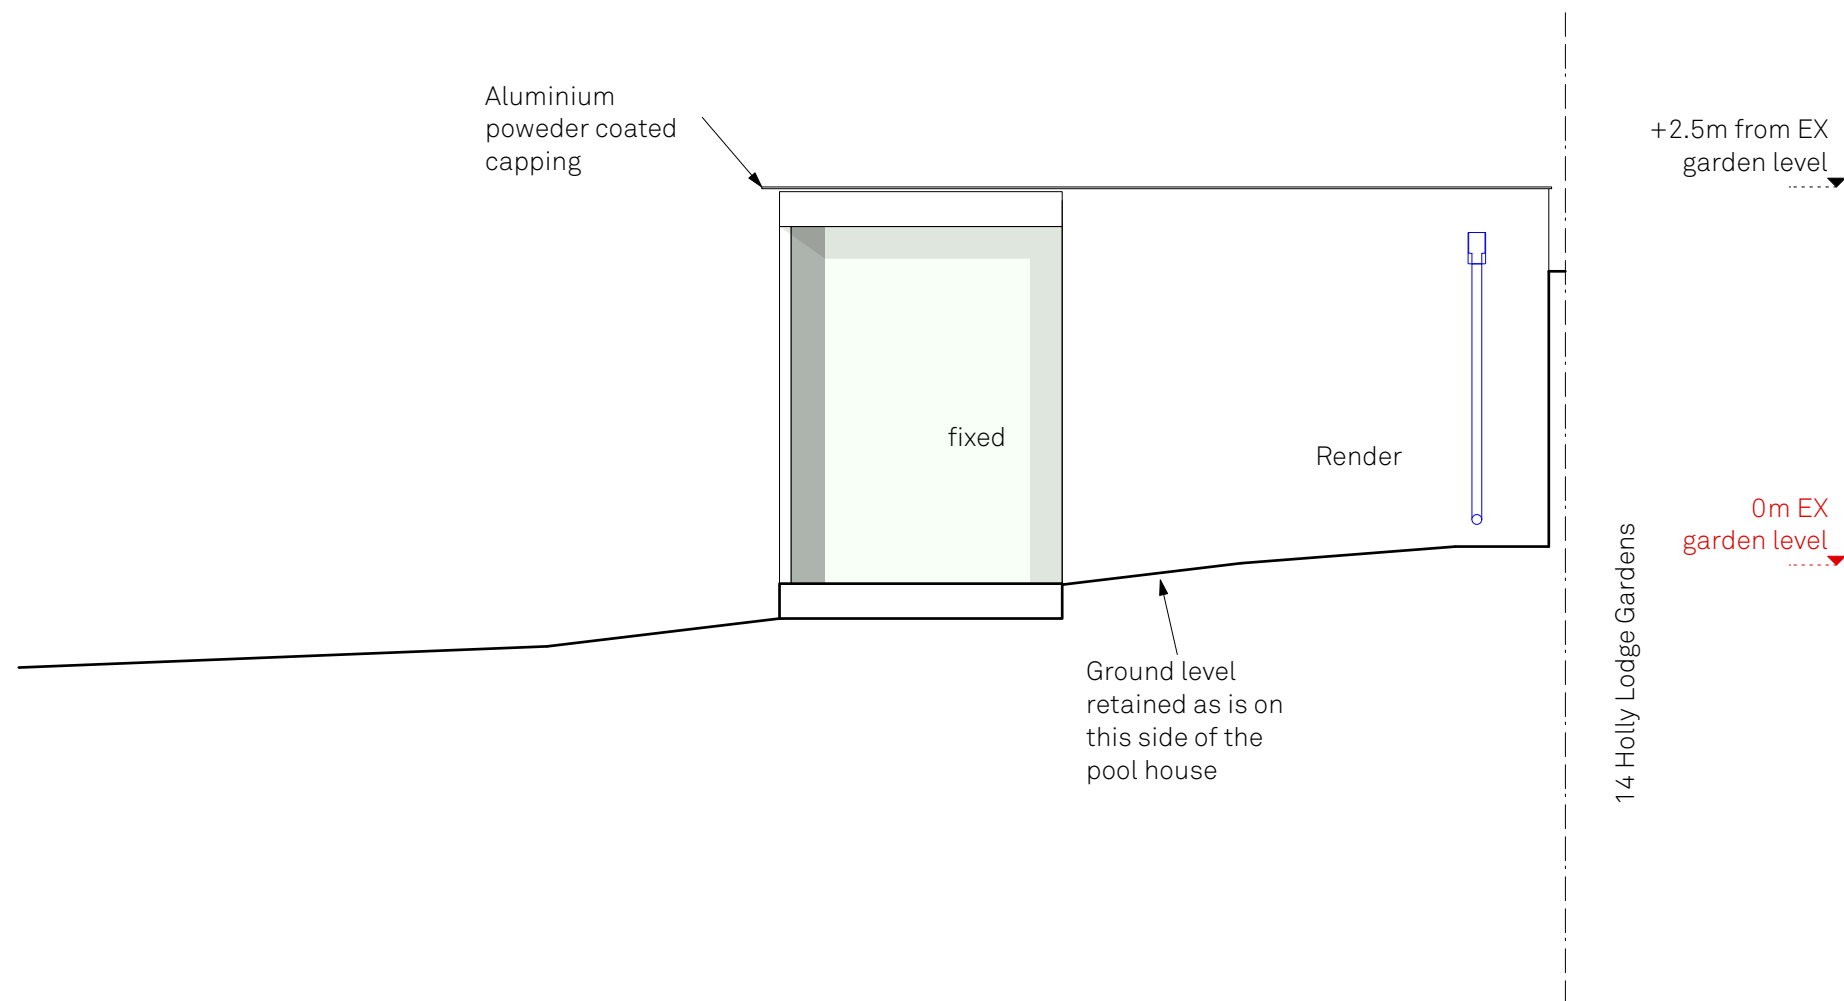 Aluminium
poweder coated
capping
+2.5m from EX
garden level
fixed
Render
0m EX
garden level
14 Holly Lodge Gardens
Ground level
retained as is on
this side of the
pool house